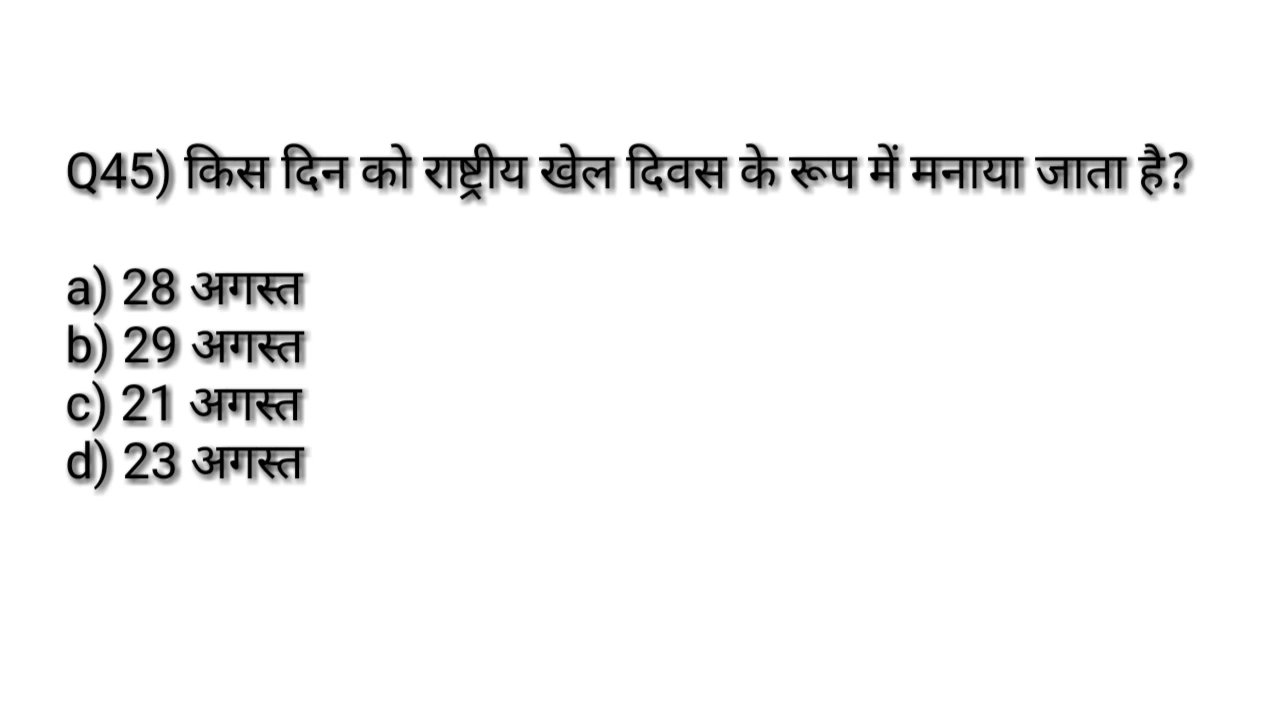 Q45) किस दिन को राष्ट्रीय खेल दिवस के रूप में मनाया जाता है?
a) 28 अगस्त
b) 29 अगस्त
c) 21 अगस्त
d) 23 अगस्त